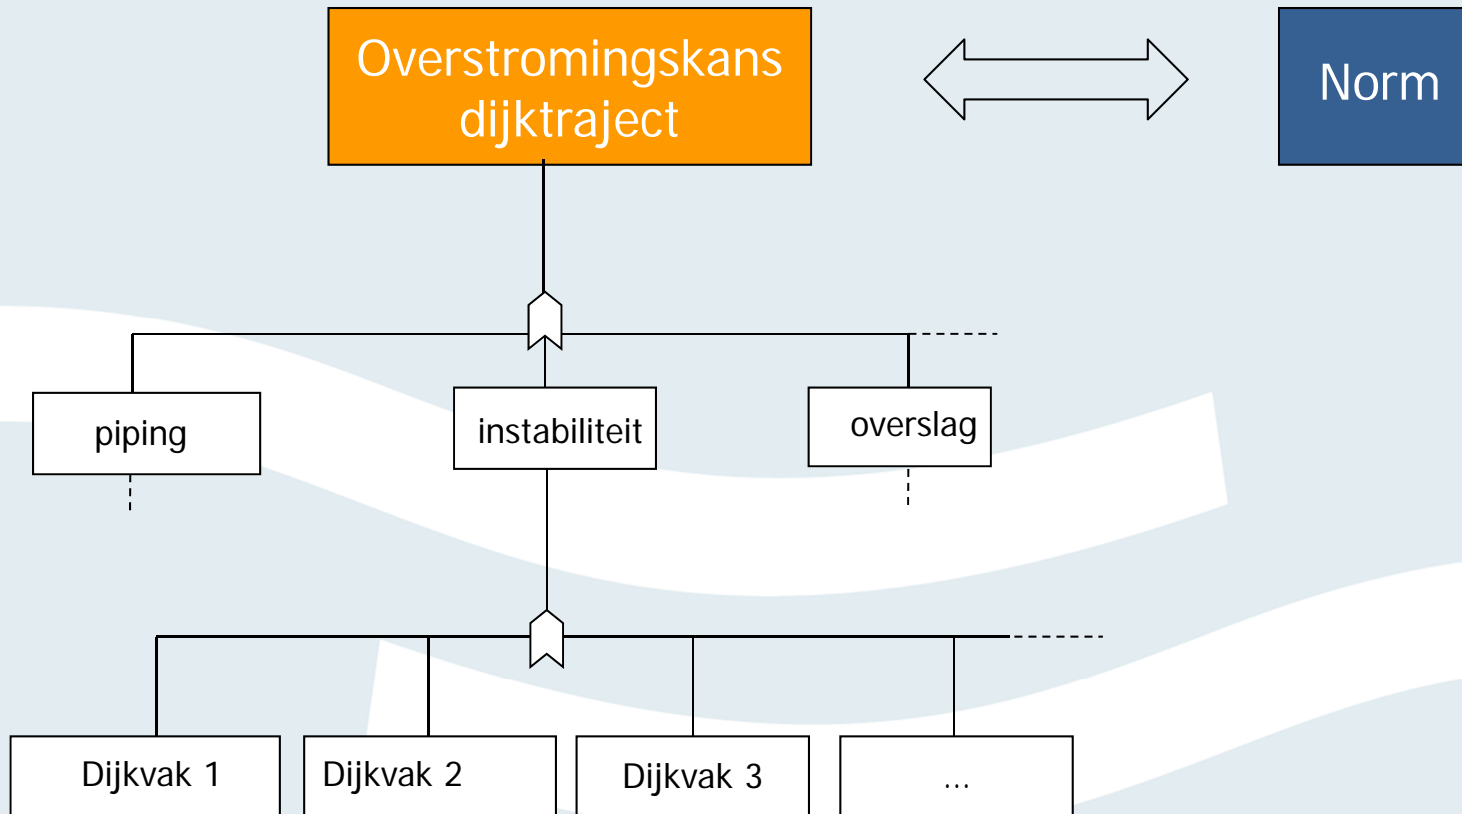 Overstromingskans
dijktraject
Norm
piping
instabiliteit
overslag
Dijkvak 1
Dijkvak 2
Dijkvak 3
...